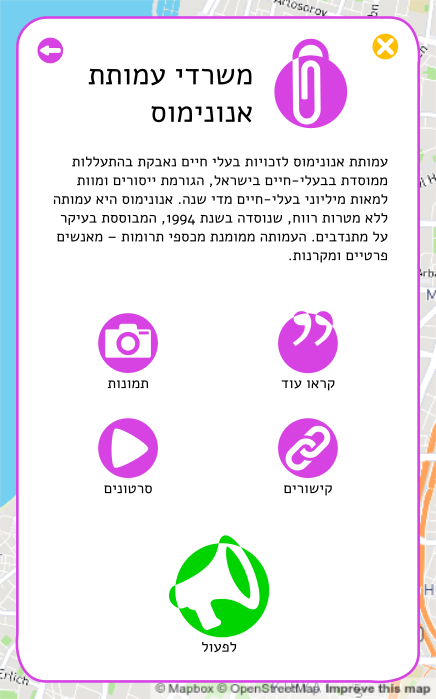 Artosorov
משרדי עמותת
אנונימוס
עמותת אנונימוס לזכויות בעלי חיים נאבקת בהתעללות
ממוסדת בבעלי-חיים בישראל, הגורמת ייסורים ומוות
למאות מיליוני בעלי-חיים מדי שנה. אנונימוס היא עמותה
ללא מטרות רווח, שנוסדה בשנת 1994, המבוססת בעיקר
על מתנדבים. העמותה ממומנת מכספי תרומות – מאנשים
פרטיים ומקרנות.
קראו עוד
תמונות
קישורים
סרטונים
לפעול
Erlich
© Mapbox © OpenStreetMap Improve this map